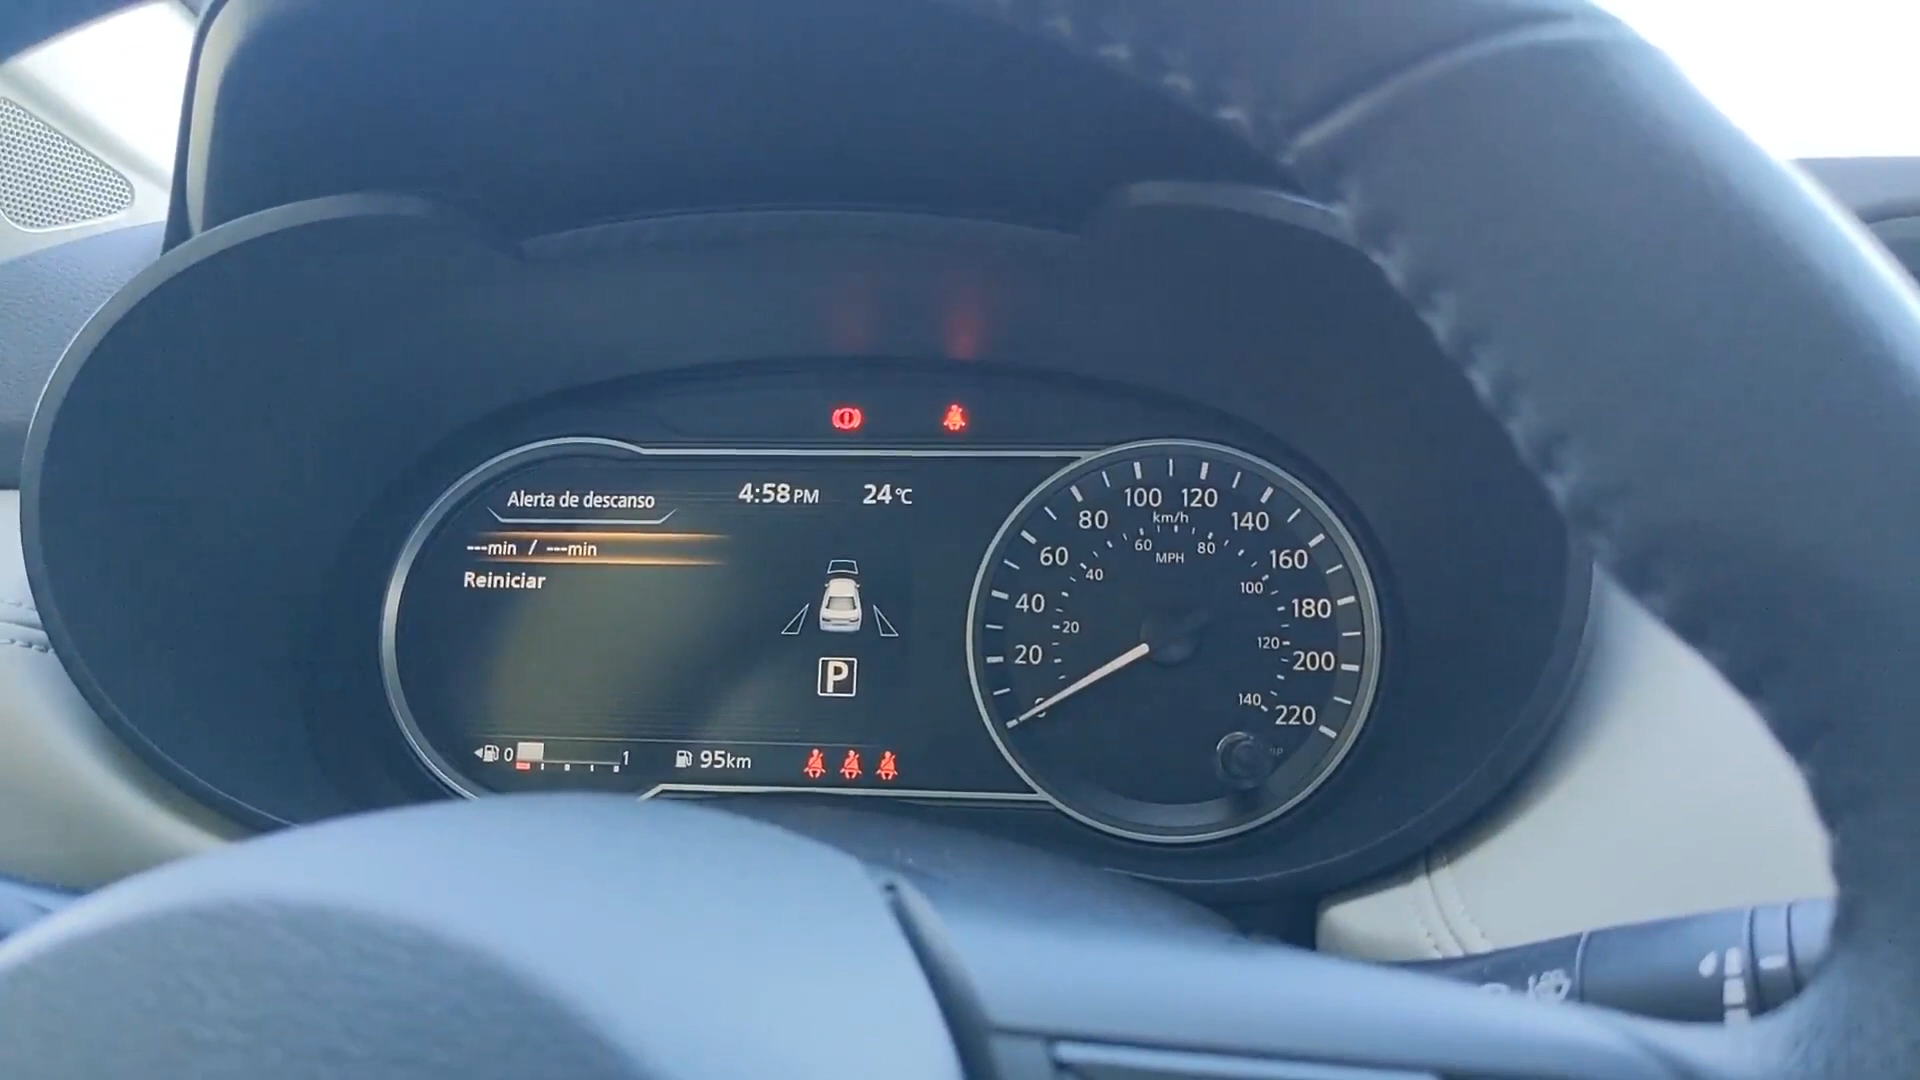 Alerta de descanso
4:58 PM
24°C
---min / ---min
Reiniciar
P
0
1
95km
20
40
60
80
100
120
140
160
180
200
220
km/h
MPH
20
40
60
80
100
120
140